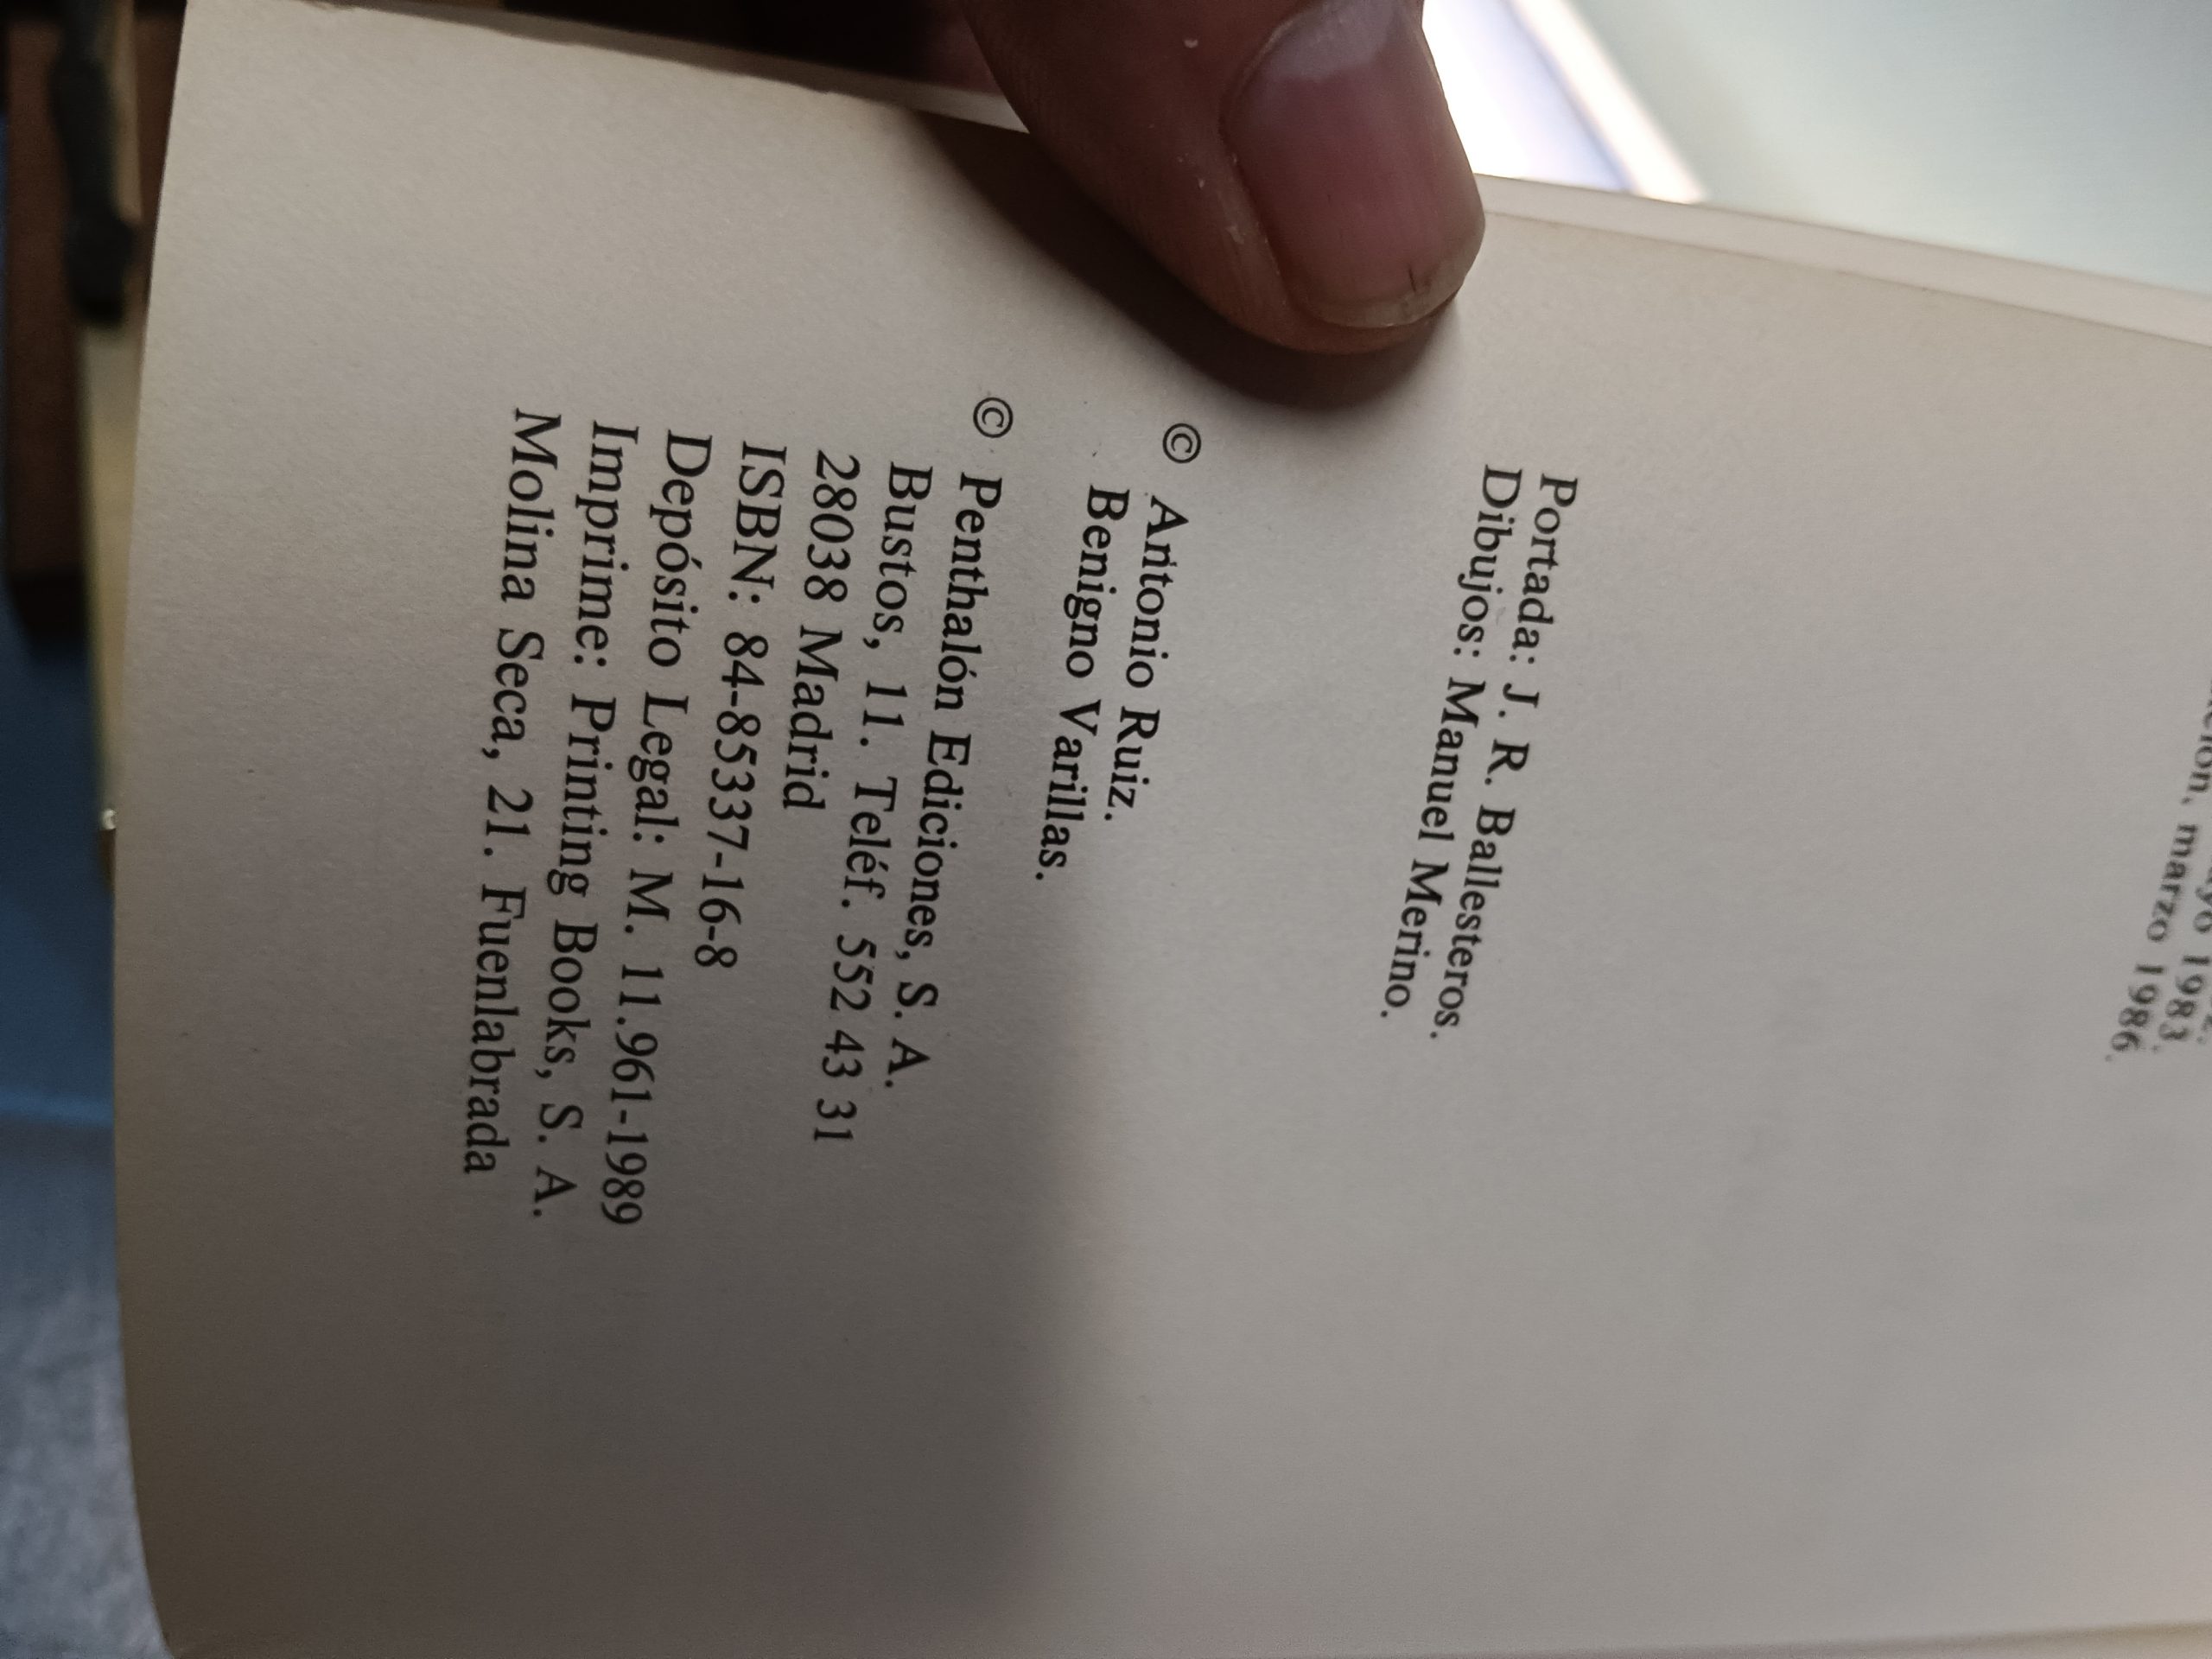 mayo 1983.
marzo 1986.
Portada: J. R. Ballesteros.
Dibujos: Manuel Merino.
© Antonio Ruiz.
Benigno Varillas.
© Penthalón Ediciones, S. A.
Bustos, 11. Teléf. 552 43 31
28038 Madrid
ISBN: 84-85337-16-8
Depósito Legal: M. 11.961-1989
Imprime: Printing Books, S. A.
Molina Seca, 21. Fuenlabrada